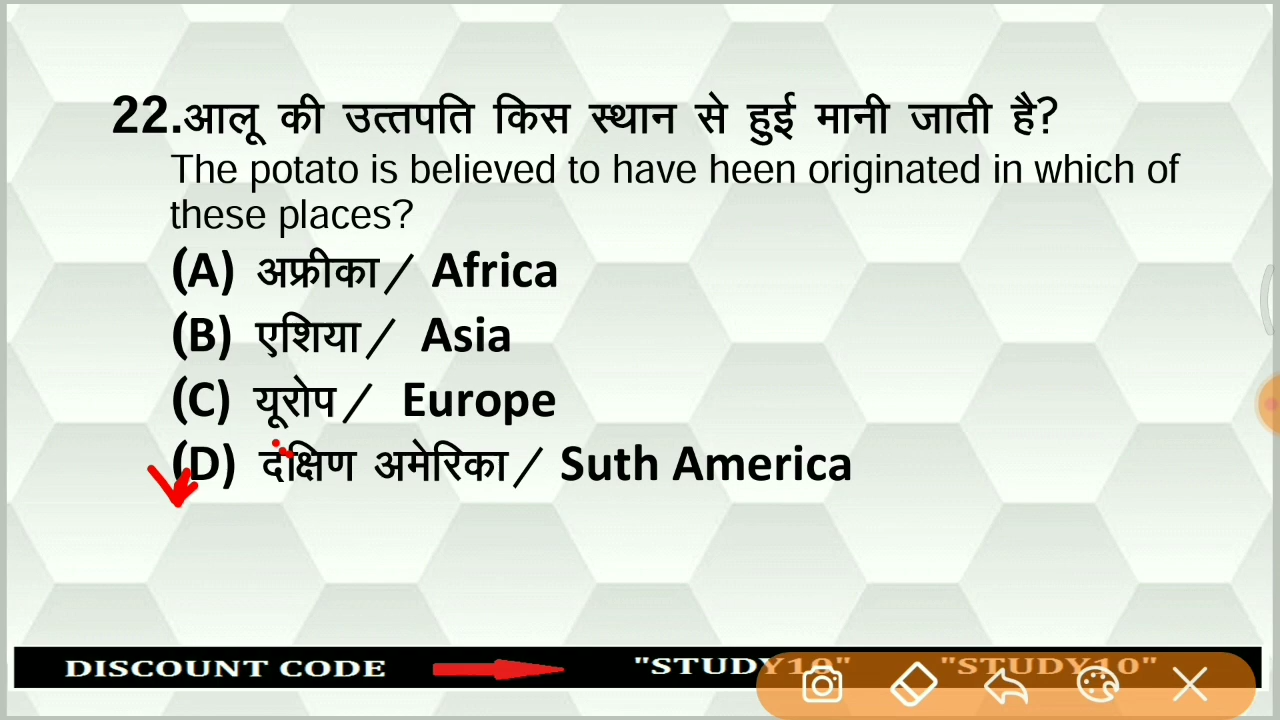 22.आलू की उत्तपति किस स्थान से हुई मानी जाती है?
The potato is believed to have heen originated in which of
these places?
(A) अफ्रीका/ Africa
(B) एशिया/ Asia
(C) यूरोप/ Europe
(D) दक्षिण अमेरिका/ Suth America
DISCOUNT CODE "STUDY10" "STUDY10"